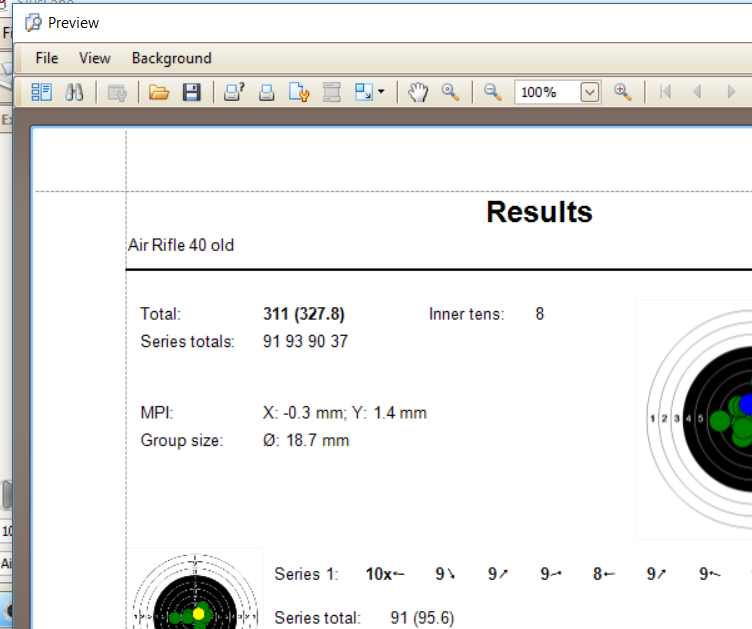 Preview
File View Background
100%
Results
Air Rifle 40 old
Total: 311 (327.8) Inner tens: 8
Series totals: 91 93 90 37
MPI: X: -0.3 mm; Y: 1.4 mm
Group size: Ø: 18.7 mm
1 2 3 4 5
Series 1: 10x← 9↘ 9↗ 9→ 8← 9↗ 9←
Series total: 91 (95.6)